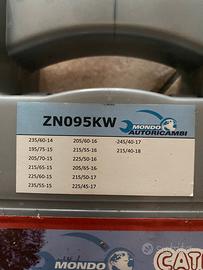 ZN095KW
MONDO
AUTORICAMBI
235/60-14 205/60-16 -245/40-17
195/75-15 215/55-16 215/40-18
205/70-15 225/50-16
215/65-15 205/65-16
225/60-15 215/50-17
235/55-15 225/45-17
MONDO
CAT